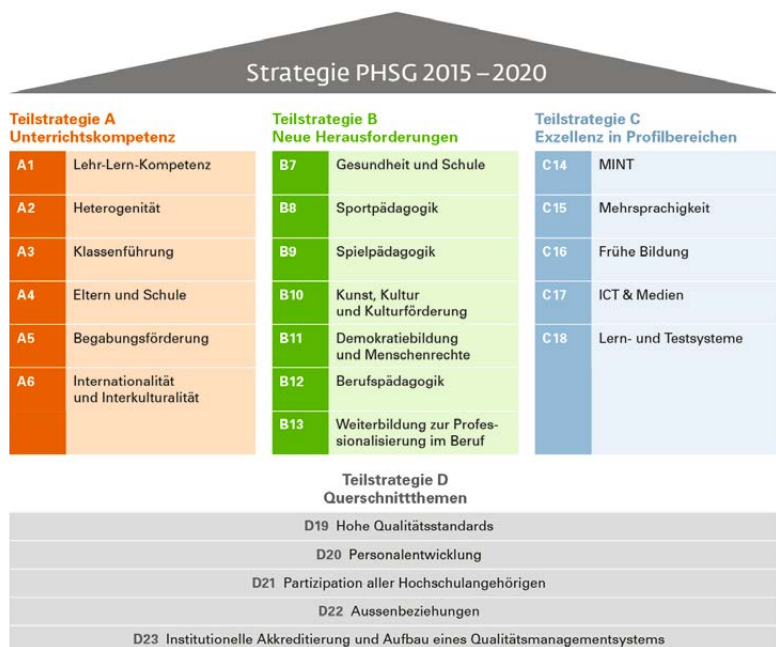 Strategie PHSG 2015 – 2020
Teilstrategie A
Unterrichtskompetenz
A1 Lehr-Lern-Kompetenz
A2 Heterogenität
A3 Klassenführung
A4 Eltern und Schule
A5 Begabungsförderung
A6 Internationalität
und Interkulturalität
Teilstrategie B
Neue Herausforderungen
B7 Gesundheit und Schule
B8 Sportpädagogik
B9 Spielpädagogik
B10 Kunst, Kultur
und Kulturförderung
B11 Demokratiebildung
und Menschenrechte
B12 Berufspädagogik
B13 Weiterbildung zur Profes-
sionalisierung im Beruf
Teilstrategie C
Exzellenz in Profilbereichen
C14 MINT
C15 Mehrsprachigkeit
C16 Frühe Bildung
C17 ICT & Medien
C18 Lern- und Testsysteme
Teilstrategie D
Querschnittthemen
D19 Hohe Qualitätsstandards
D20 Personalentwicklung
D21 Partizipation aller Hochschulangehörigen
D22 Aussenbeziehungen
D23 Institutionelle Akkreditierung und Aufbau eines Qualitätsmanagementsystems